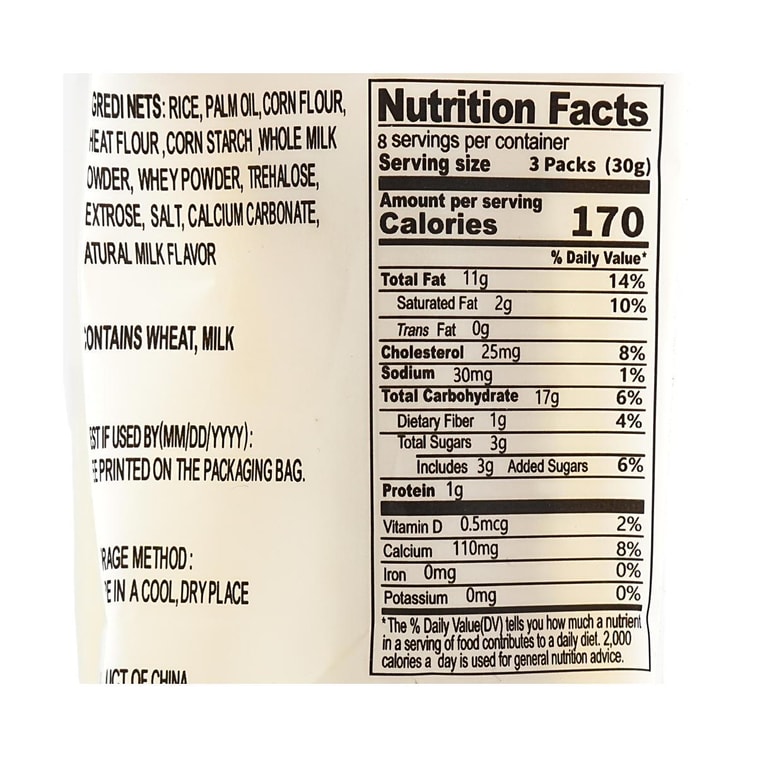 GREDI NETS: RICE, PALM OIL, CORN FLOUR,
HEAT FLOUR ,CORN STARCH ,WHOLE MILK
OWDER, WHEY POWDER, TREHALOSE,
EXTROSE, SALT, CALCIUM CARBONATE,
ATURAL MILK FLAVOR
CONTAINS WHEAT, MILK
ST IF USED BY(MM/DD/YYYY):
E PRINTED ON THE PACKAGING BAG.
RAGE METHOD:
E IN A COOL, DRY PLACE
UCT OF CHINA
Nutrition Facts
8 servings per container
Serving size 3 Packs (30g)
Amount per serving
Calories 170
% Daily Value*
Total Fat 11g 14%
Saturated Fat 2g 10%
Trans Fat 0g
Cholesterol 25mg 8%
Sodium 30mg 1%
Total Carbohydrate 17g 6%
Dietary Fiber 1g 4%
Total Sugars 3g
Includes 3g Added Sugars 6%
Protein 1g
Vitamin D 0.5mcg 2%
Calcium 110mg 8%
Iron 0mg 0%
Potassium 0mg 0%
*The % Daily Value(DV) tells you how much a nutrient
in a serving of food contributes to a daily diet. 2,000
calories a day is used for general nutrition advice.